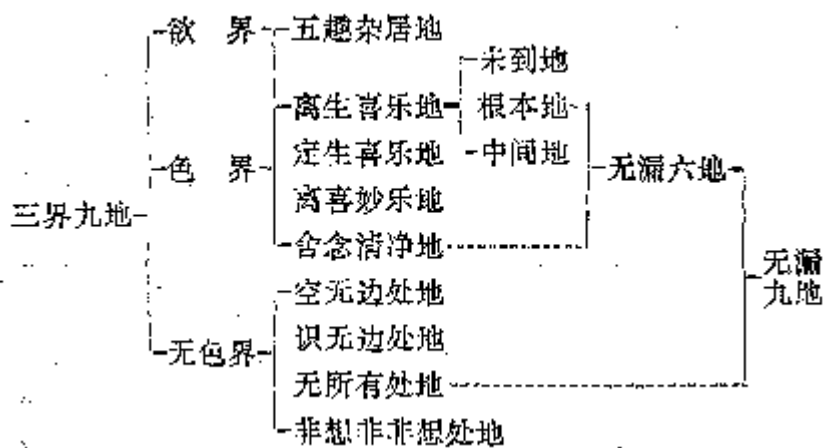 欲 界
五趣杂居地
未到地
离生喜乐地
根本地
定生喜乐地
中间地
色 界
无漏六地
离喜妙乐地
三界九地
舍念清净地
无漏
九地
空无边处地
识无边处地
无色界
无所有处地
非想非非想处地